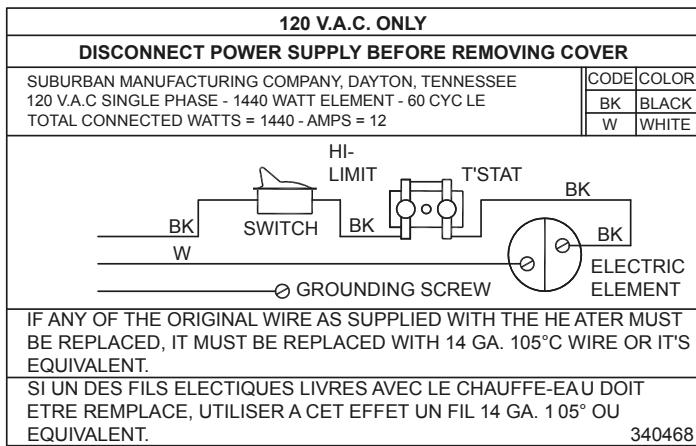 120 V.A.C. ONLY
DISCONNECT POWER SUPPLY BEFORE REMOVING COVER
SUBURBAN MANUFACTURING COMPANY, DAYTON, TENNESSEE
120 V.A.C SINGLE PHASE - 1440 WATT ELEMENT - 60 CYC LE
TOTAL CONNECTED WATTS = 1440 - AMPS = 12
CODE COLOR
BK BLACK
W WHITE
HI-
LIMIT
T'STAT
BK
BK
SWITCH
BK
BK
W
ELECTRIC
ELEMENT
GROUNDING SCREW
IF ANY OF THE ORIGINAL WIRE AS SUPPLIED WITH THE HE ATER MUST
BE REPLACED, IT MUST BE REPLACED WITH 14 GA. 105°C WIRE OR IT'S
EQUIVALENT.
SI UN DES FILS ELECTIQUES LIVRES AVEC LE CHAUFFE-EAU DOIT
ETRE REMPLACE, UTILISER A CET EFFET UN FIL 14 GA. 1 05° OU
EQUIVALENT.
340468